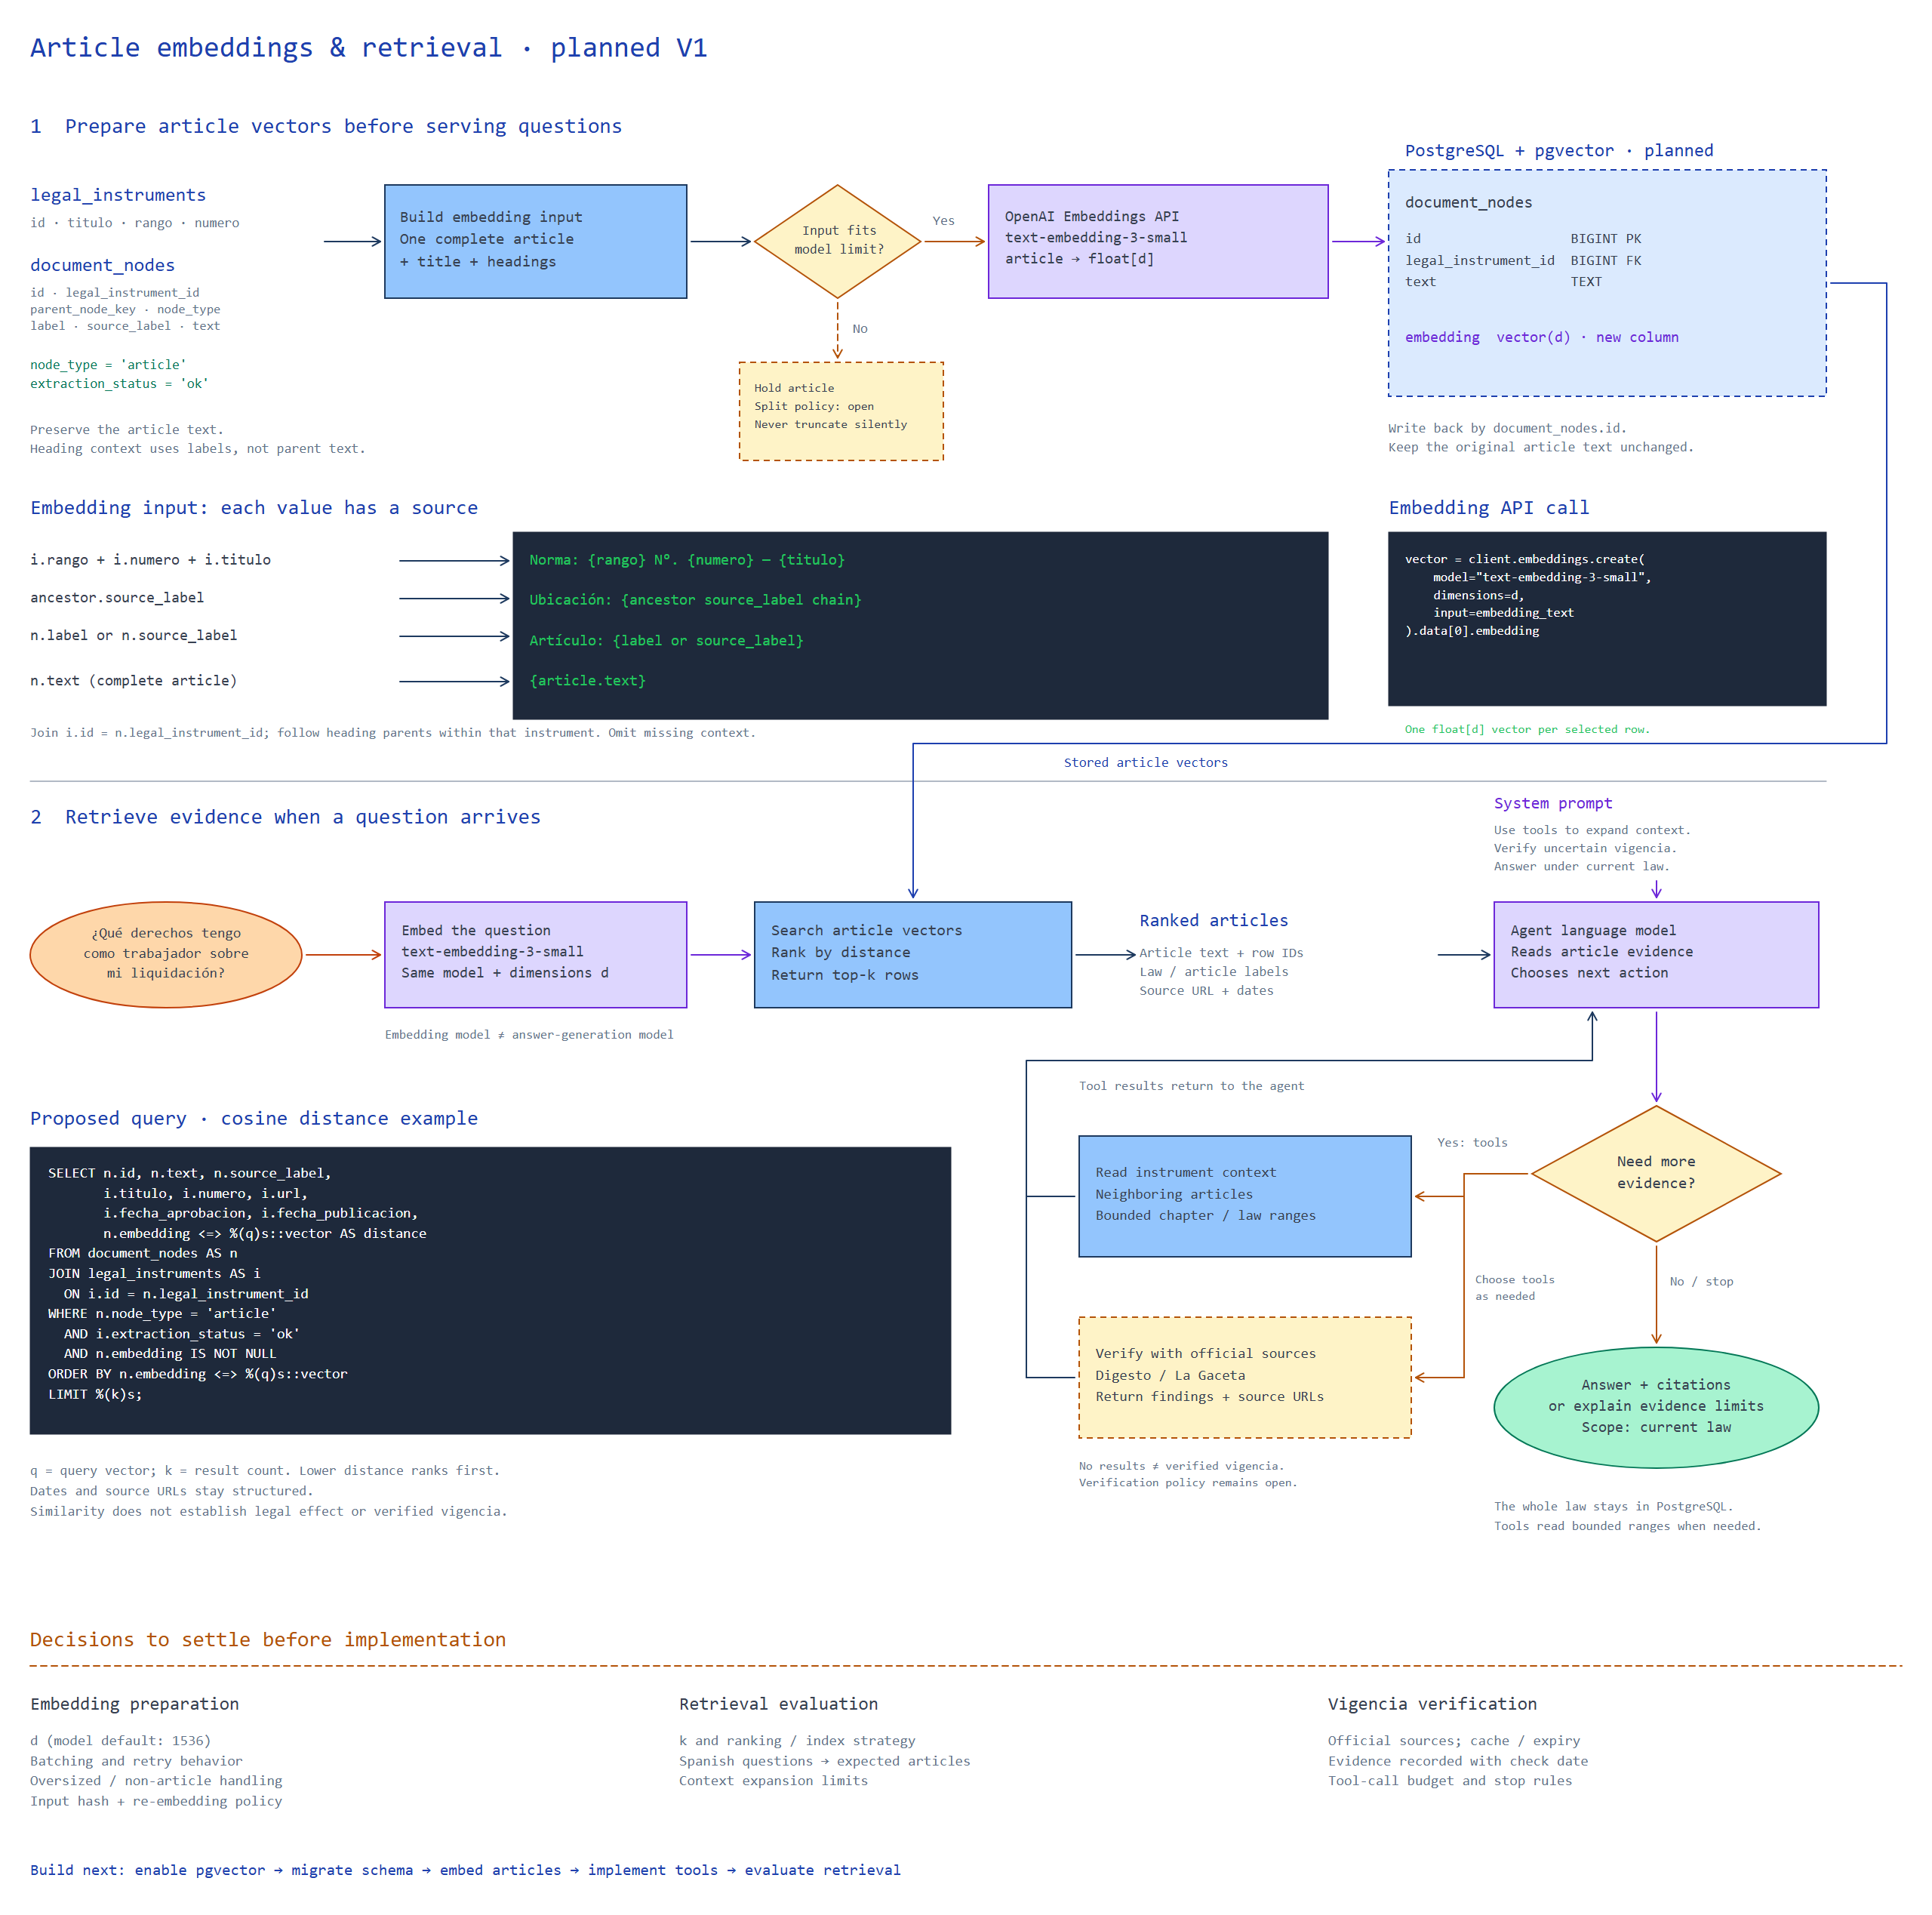 Article embeddings & retrieval · planned V1
1  Prepare article vectors before serving questions
legal_instruments
id · titulo · rango · numero
document_nodes
id · legal_instrument_id
parent_node_key · node_type
label · source_label · text
node_type = 'article'
extraction_status = 'ok'
Preserve the article text.
Heading context uses labels, not parent text.
Build embedding input
One complete article
+ title + headings
Input fits
model limit?
Yes
No
Hold article
Split policy: open
Never truncate silently
OpenAI Embeddings API
text-embedding-3-small
article → float[d]
PostgreSQL + pgvector · planned
document_nodes
id                   BIGINT PK
legal_instrument_id  BIGINT FK
text                 TEXT
embedding  vector(d) · new column
Write back by document_nodes.id.
Keep the original article text unchanged.
Embedding input: each value has a source
i.rango + i.numero + i.titulo
ancestor.source_label
n.label or n.source_label
n.text (complete article)
Norma: {rango} N°. {numero} — {titulo}
Ubicación: {ancestor source_label chain}
Artículo: {label or source_label}
{article.text}
Join i.id = n.legal_instrument_id; follow heading parents within that instrument. Omit missing context.
Embedding API call
vector = client.embeddings.create(
    model="text-embedding-3-small",
    dimensions=d,
    input=embedding_text
).data[0].embedding
One float[d] vector per selected row.
Stored article vectors
2  Retrieve evidence when a question arrives
¿Qué derechos tengo
como trabajador sobre
mi liquidación?
Embed the question
text-embedding-3-small
Same model + dimensions d
Embedding model ≠ answer-generation model
Search article vectors
Rank by distance
Return top-k rows
Ranked articles
Article text + row IDs
Law / article labels
Source URL + dates
System prompt
Use tools to expand context.
Verify uncertain vigencia.
Answer under current law.
Agent language model
Reads article evidence
Chooses next action
Tool results return to the agent
Need more
evidence?
Yes: tools
Choose tools
as needed
No / stop
Read instrument context
Neighboring articles
Bounded chapter / law ranges
Verify with official sources
Digesto / La Gaceta
Return findings + source URLs
No results ≠ verified vigencia.
Verification policy remains open.
Answer + citations
or explain evidence limits
Scope: current law
The whole law stays in PostgreSQL.
Tools read bounded ranges when needed.
Proposed query · cosine distance example
SELECT n.id, n.text, n.source_label,
       i.titulo, i.numero, i.url,
       i.fecha_aprobacion, i.fecha_publicacion,
       n.embedding <=> %(q)s::vector AS distance
FROM document_nodes AS n
JOIN legal_instruments AS i
  ON i.id = n.legal_instrument_id
WHERE n.node_type = 'article'
  AND i.extraction_status = 'ok'
  AND n.embedding IS NOT NULL
ORDER BY n.embedding <=> %(q)s::vector
LIMIT %(k)s;
q = query vector; k = result count. Lower distance ranks first.
Dates and source URLs stay structured.
Similarity does not establish legal effect or verified vigencia.
Decisions to settle before implementation
Embedding preparation
d (model default: 1536)
Batching and retry behavior
Oversized / non-article handling
Input hash + re-embedding policy
Retrieval evaluation
k and ranking / index strategy
Spanish questions → expected articles
Context expansion limits
Vigencia verification
Official sources; cache / expiry
Evidence recorded with check date
Tool-call budget and stop rules
Build next: enable pgvector → migrate schema → embed articles → implement tools → evaluate retrieval